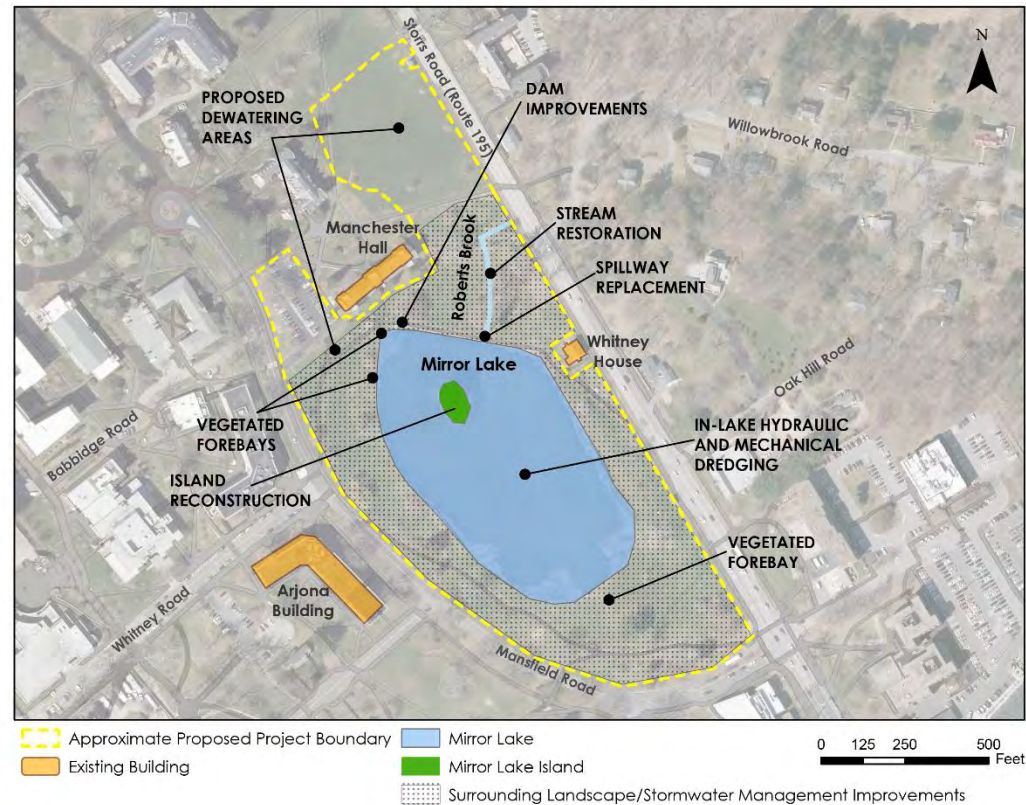 N
Storrs Road (Route 195)
PROPOSED
DEWATERING
AREAS
DAM
IMPROVEMENTS
Willowbrook Road
Manchester
Hall
Roberts Brook
STREAM
RESTORATION
SPILLWAY
REPLACEMENT
Whitney
House
Mirror Lake
Oak Hill Road
Babbidge Road
VEGETATED
FOREBAYS
ISLAND
RECONSTRUCTION
IN-LAKE HYDRAULIC
AND MECHANICAL
DREDGING
VEGETATED
FOREBAY
Arjona
Building
Whitney Road
Mansfield Road
Approximate Proposed Project Boundary
Existing Building
Mirror Lake
Mirror Lake Island
Surrounding Landscape/Stormwater Management Improvements
0 125 250 500
Feet